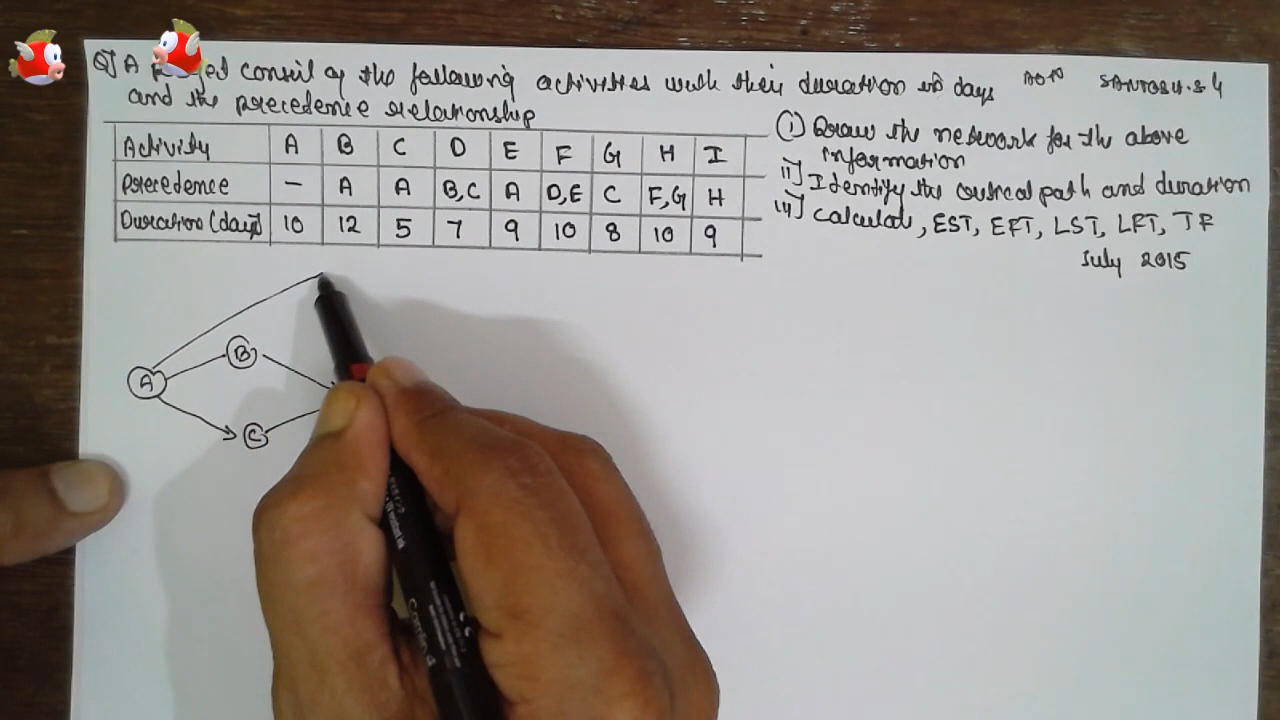 Q] A project consist of the following activities with their duration in days
and the precedence relationship
AON
SANTOSH.S.Y
Activity A B C D E F G H I
precedence — A A B,C A D,E C F,G H
Duration (days) 10 12 5 7 9 10 8 10 9
i) Draw the network for the above
information
ii] Identify the critical path and duration
iii] calculate, EST, EFT, LST, LFT, TF
July 2015
A
B
C